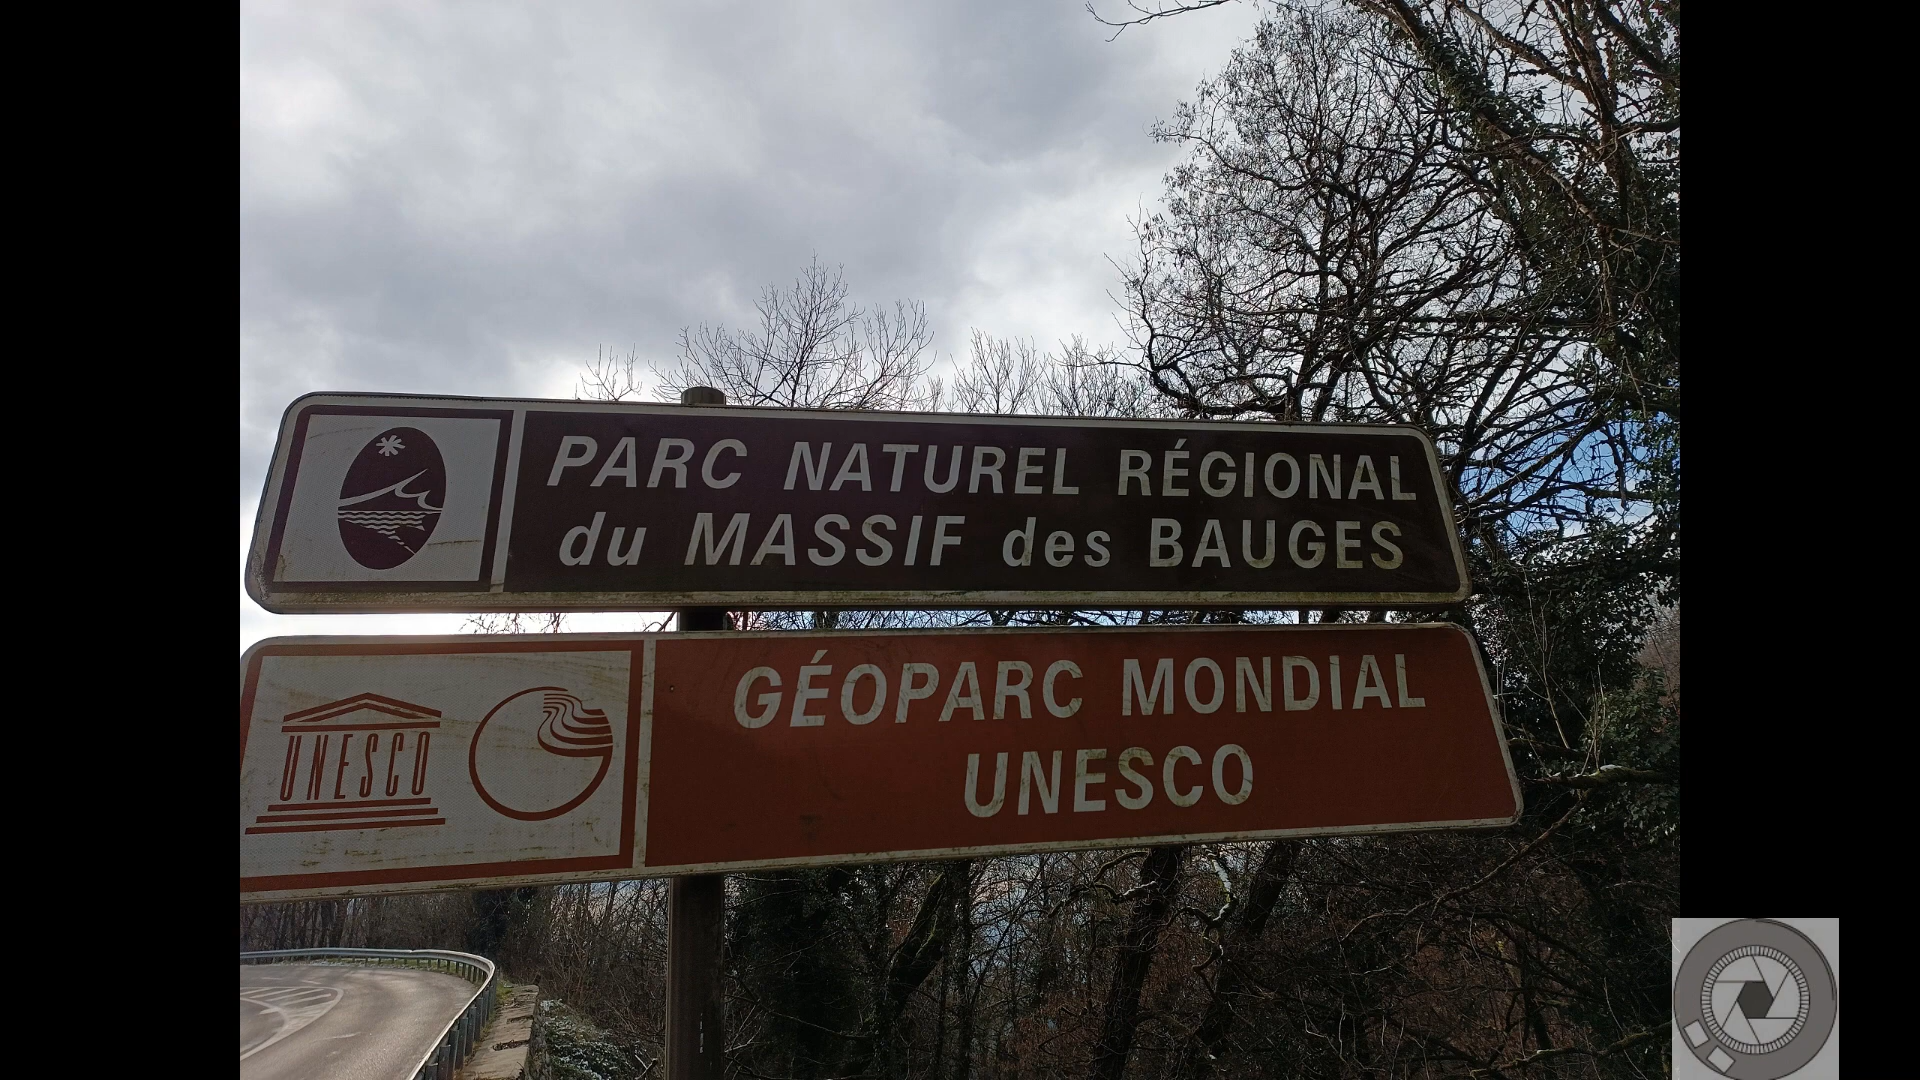 PARC NATUREL RÉGIONAL
du MASSIF des BAUGES
UNESCO
GÉOPARC MONDIAL
UNESCO